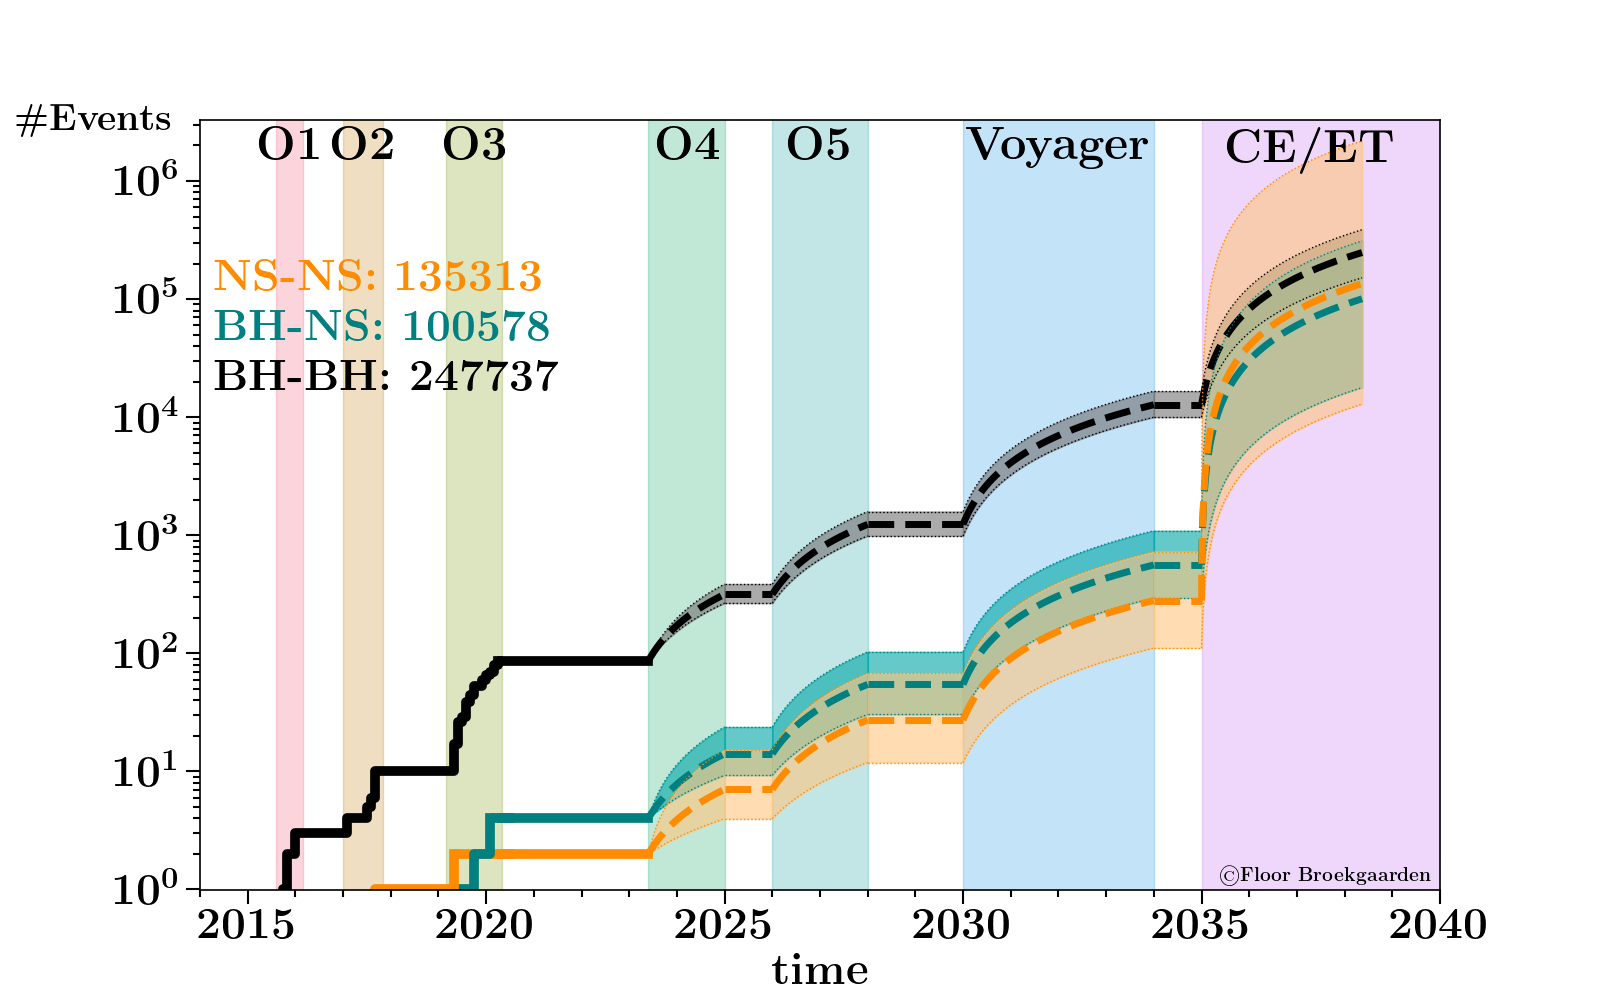 #Events
O1 O2 O3 O4 O5 Voyager CE/ET
10^6
NS-NS: 135313
10^5
BH-NS: 100578
BH-BH: 247737
10^4
10^3
10^2
10^1
©Floor Broekgaarden
10^0
2015 2020 2025 2030 2035 2040
time